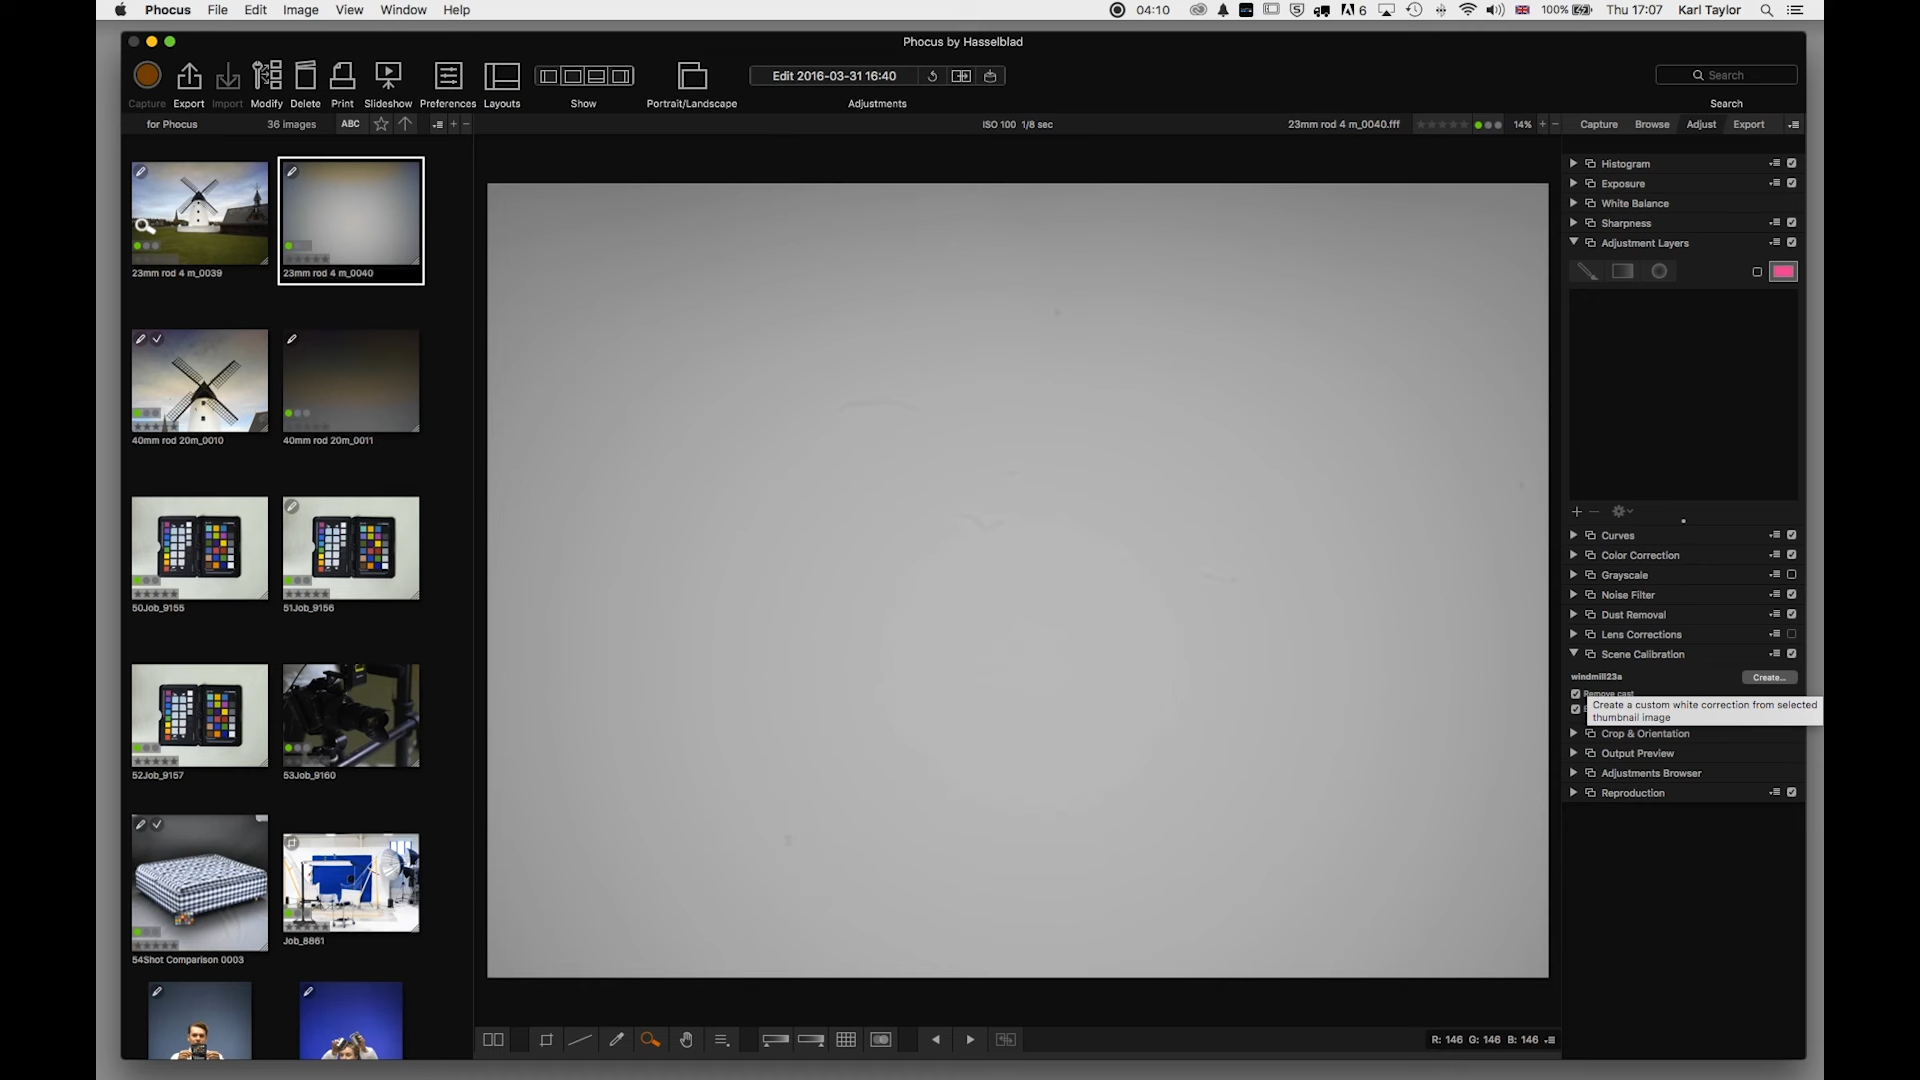 Phocus File Edit Image View Window Help
04:10 6 100% Thu 17:07 Karl Taylor
Phocus by Hasselblad
Edit 2016-03-31 16:40
Search
Capture Export Import Modify Delete Print Slideshow Preferences Layouts Show Portrait/Landscape Adjustments Search
for Phocus 36 images ABC
ISO 100 1/8 sec 23mm rod 4 m_0040.fff 14%
Capture Browse Adjust Export
Histogram
Exposure
White Balance
Sharpness
Adjustment Layers
Curves
Color Correction
Grayscale
Noise Filter
Dust Removal
Lens Corrections
Scene Calibration
windmill23a Create...
Remove cast
Create a custom white correction from selected
thumbnail image
Crop & Orientation
Output Preview
Adjustments Browser
Reproduction
23mm rod 4 m_0039 23mm rod 4 m_0040
40mm rod 20m_0010 40mm rod 20m_0011
50Job_9155 51Job_9156
52Job_9157 53Job_9160
54Shot Comparison 0003 Job_8861
R: 146 G: 146 B: 146